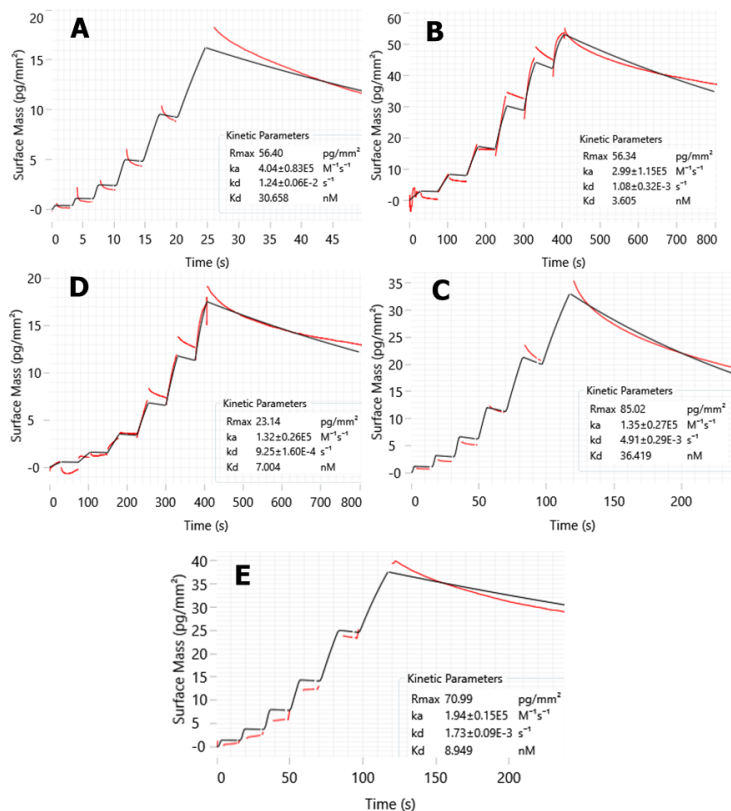 A
Surface Mass (pg/mm²)
20
15
10
5
-0
Kinetic Parameters
Rmax 56.40 pg/mm²
ka 4.04±0.83E5 M⁻¹s⁻¹
kd 1.24±0.06E-2 s⁻¹
Kd 30.658 nM
0 5 10 15 20 25 30 35 40 45
Time (s)
B
Surface Mass (pg/mm²)
60
50
40
30
20
10
-0
Kinetic Parameters
Rmax 56.34 pg/mm²
ka 2.99±1.15E5 M⁻¹s⁻¹
kd 1.08±0.32E-3 s⁻¹
Kd 3.605 nM
0 100 200 300 400 500 600 700 800
Time (s)
D
Surface Mass (pg/mm²)
20
15
10
5
-0
Kinetic Parameters
Rmax 23.14 pg/mm²
ka 1.32±0.26E5 M⁻¹s⁻¹
kd 9.25±1.60E-4 s⁻¹
Kd 7.004 nM
0 100 200 300 400 500 600 700 800
Time (s)
C
Surface Mass (pg/mm²)
35
30
25
20
15
10
5
-0
Kinetic Parameters
Rmax 85.02 pg/mm²
ka 1.35±0.27E5 M⁻¹s⁻¹
kd 4.91±0.29E-3 s⁻¹
Kd 36.419 nM
0 50 100 200
Time (s)
E
Surface Mass (pg/mm²)
40
35
30
25
20
15
10
5
-0
Kinetic Parameters
Rmax 70.99 pg/mm²
ka 1.94±0.15E5 M⁻¹s⁻¹
kd 1.73±0.09E-3 s⁻¹
Kd 8.949 nM
0 50 100 200
Time (s)